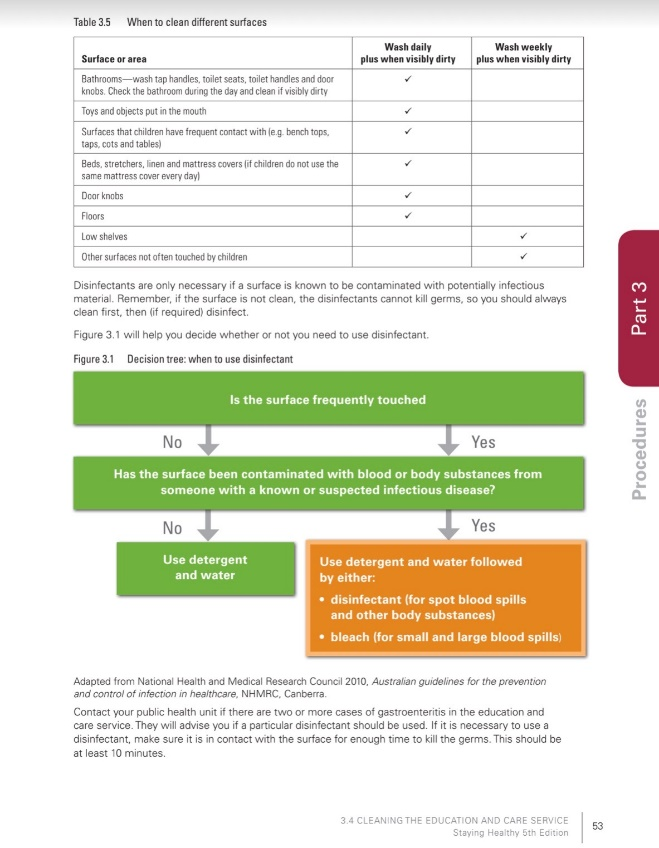 Table 3.5 When to clean different surfaces
Surface or area
Wash daily
plus when visibly dirty
Wash weekly
plus when visibly dirty
Bathrooms—wash tap handles, toilet seats, toilet handles and door
knobs. Check the bathroom during the day and clean if visibly dirty
✓
Toys and objects put in the mouth
✓
Surfaces that children have frequent contact with (e.g. bench tops,
taps, cots and tables)
✓
Beds, stretchers, linen and mattress covers (if children do not use the
same mattress cover every day)
✓
Door knobs
✓
Floors
✓
Low shelves
✓
Other surfaces not often touched by children
✓
Disinfectants are only necessary if a surface is known to be contaminated with potentially infectious
material. Remember, if the surface is not clean, the disinfectants cannot kill germs, so you should always
clean first, then (if required) disinfect.
Figure 3.1 will help you decide whether or not you need to use disinfectant.
Figure 3.1 Decision tree: when to use disinfectant
Is the surface frequently touched
No
Yes
Has the surface been contaminated with blood or body substances from
someone with a known or suspected infectious disease?
No
Yes
Use detergent
and water
Use detergent and water followed
by either:
• disinfectant (for spot blood spills
and other body substances)
• bleach (for small and large blood spills)
Adapted from National Health and Medical Research Council 2010, Australian guidelines for the prevention
and control of infection in healthcare, NHMRC, Canberra.
Contact your public health unit if there are two or more cases of gastroenteritis in the education and
care service. They will advise you if a particular disinfectant should be used. If it is necessary to use a
disinfectant, make sure it is in contact with the surface for enough time to kill the germs. This should be
at least 10 minutes.
Part 3
Procedures
3.4 CLEANING THE EDUCATION AND CARE SERVICE
Staying Healthy 5th Edition
53